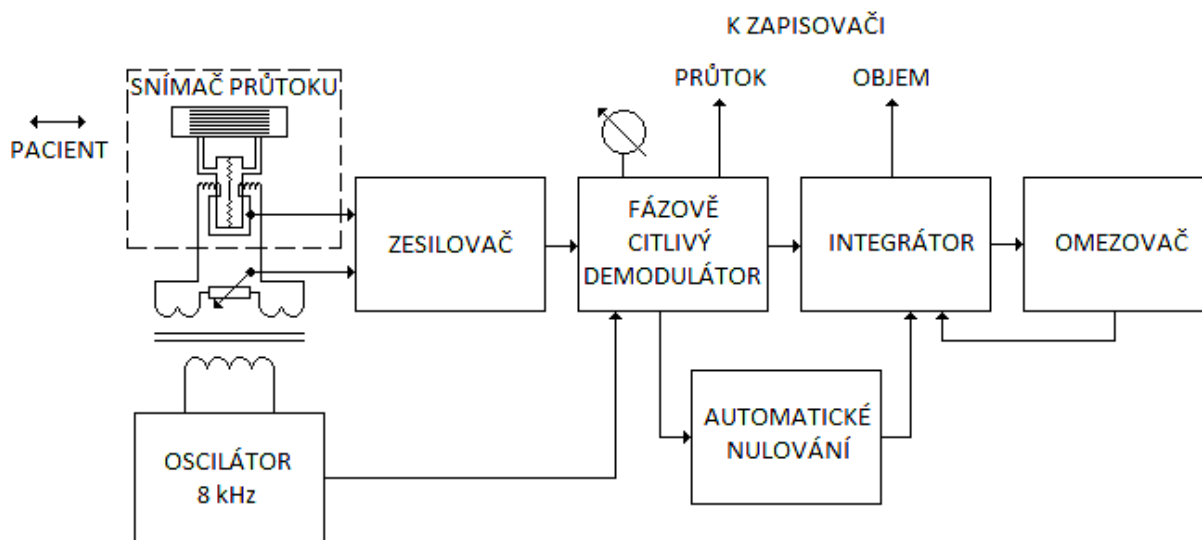 K ZAPISOVAČI
SNÍMAČ PRŮTOKU
PRŮTOK
OBJEM
PACIENT
ZESILOVAČ
FÁZOVĚ
CITLIVÝ
DEMODULÁTOR
INTEGRÁTOR
OMEZOVAČ
AUTOMATICKÉ
NULOVÁNÍ
OSCILÁTOR
8 kHz